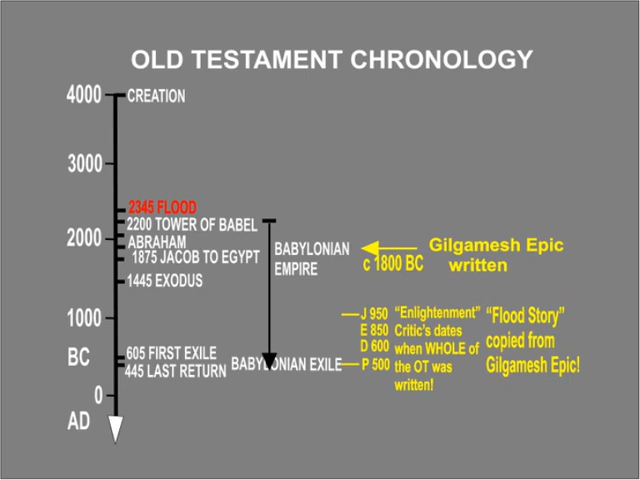 OLD TESTAMENT CHRONOLOGY
4000
CREATION
3000
2345 FLOOD
2200 TOWER OF BABEL
2000
ABRAHAM
1875 JACOB TO EGYPT
1445 EXODUS
1000
BC
605 FIRST EXILE
445 LAST RETURN
0
AD
BABYLONIAN
EMPIRE
BABYLONIAN EXILE
Gilgamesh Epic
written
c 1800 BC
J 950
E 850
D 600
P 500
"Enlightenment"
Critic's dates
when WHOLE of
the OT was
written!
"Flood Story"
copied from
Gilgamesh Epic!